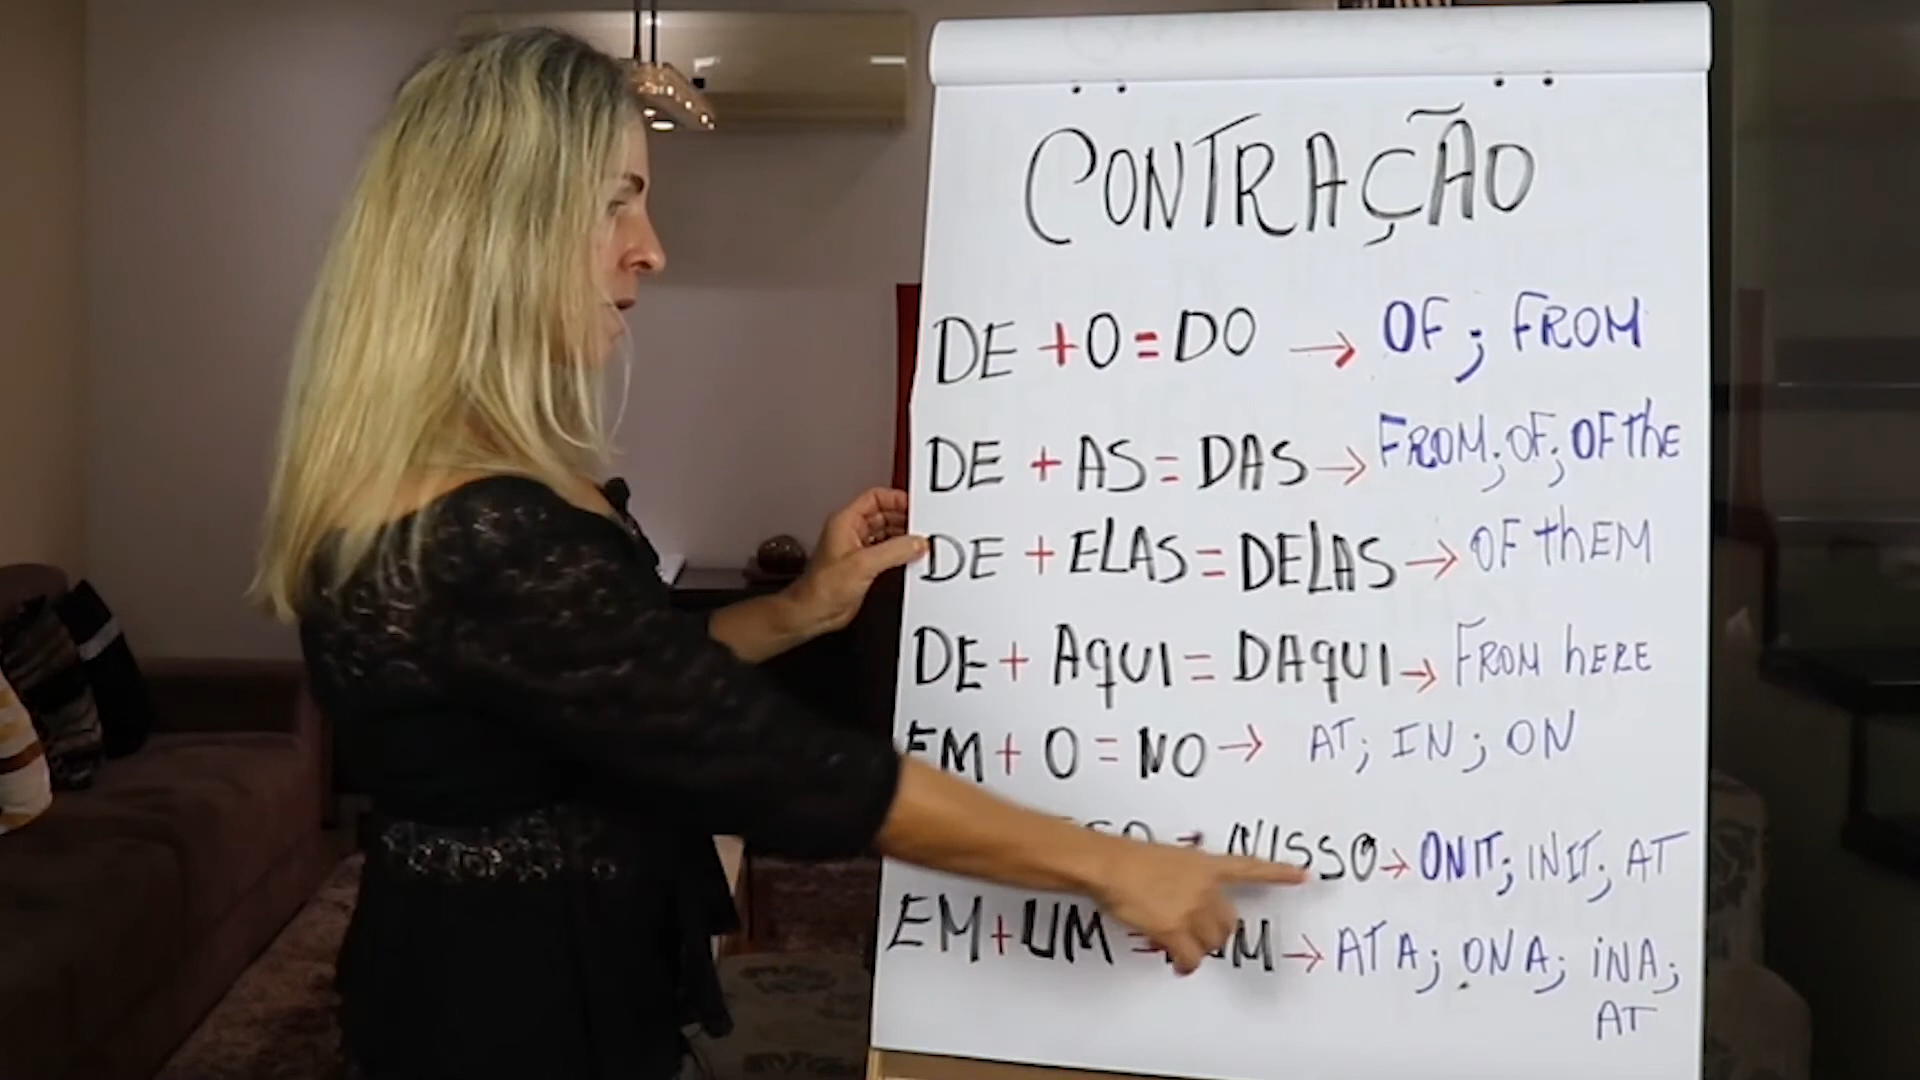 CONTRAÇÃO
DE + O = DO → OF; FROM
DE + AS = DAS → FROM; OF; OF the
DE + ELAS = DELAS → OF thEM
DE + AqUI = DAqUI → FROM hERE
EM + O = NO → AT; IN; ON
= NISSO → ON IT; IN IT; AT
EM + UM = → AT A; ON A; iN A;
AT